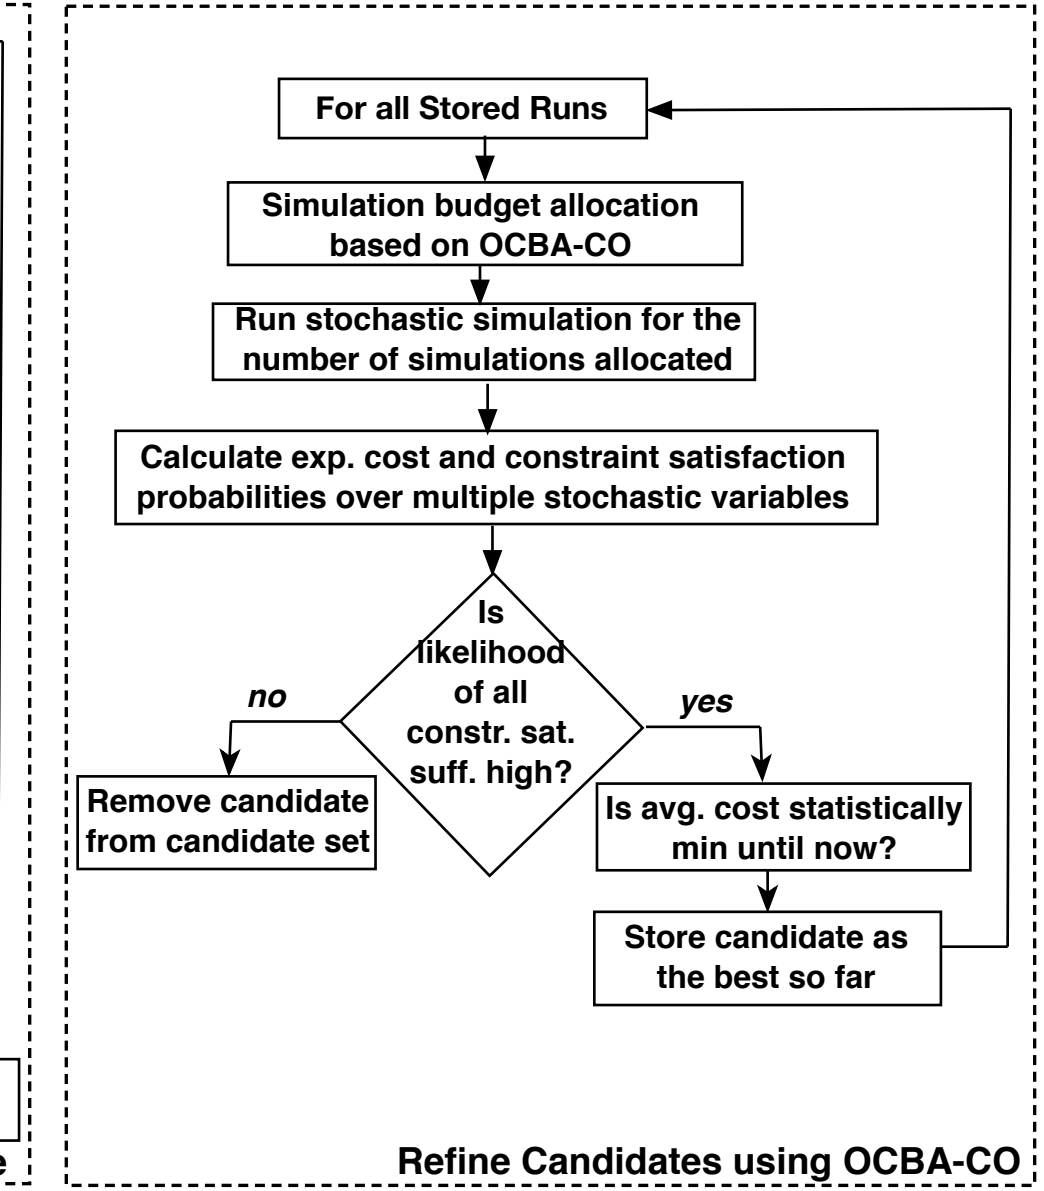 For all Stored Runs
Simulation budget allocation
based on OCBA-CO
Run stochastic simulation for the
number of simulations allocated
Calculate exp. cost and constraint satisfaction
probabilities over multiple stochastic variables
Is
likelihood
of all
constr. sat.
suff. high?
no
yes
Remove candidate
from candidate set
Is avg. cost statistically
min until now?
Store candidate as
the best so far
Refine Candidates using OCBA-CO